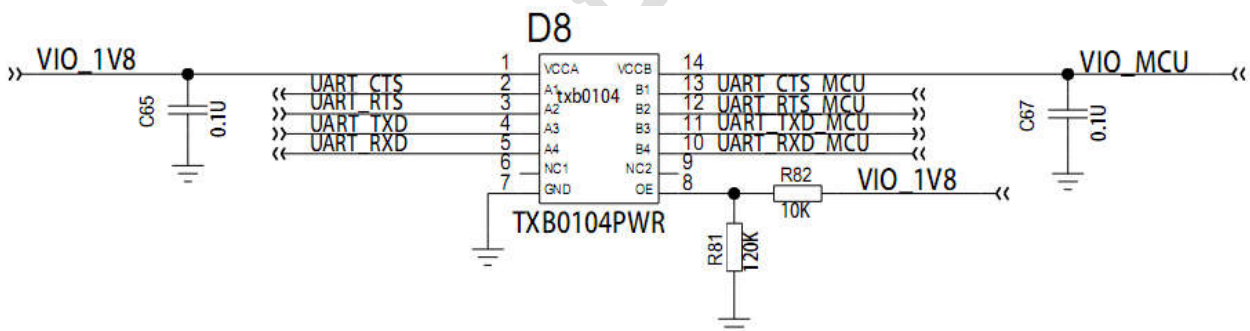 D8
VIO_1V8
1
VCCA
VCCB
14
VIO_MCU
UART_CTS
2
A1
txb0104
B1
13
UART_CTS_MCU
UART_RTS
3
A2
B2
12
UART_RTS_MCU
UART_TXD
4
A3
B3
11
UART_TXD_MCU
UART_RXD
5
A4
B4
10
UART_RXD_MCU
6
NC1
NC2
9
7
GND
OE
8
C65
0.1U
C67
0.1U
R82
10K
VIO_1V8
TXB0104PWR
R81
120K